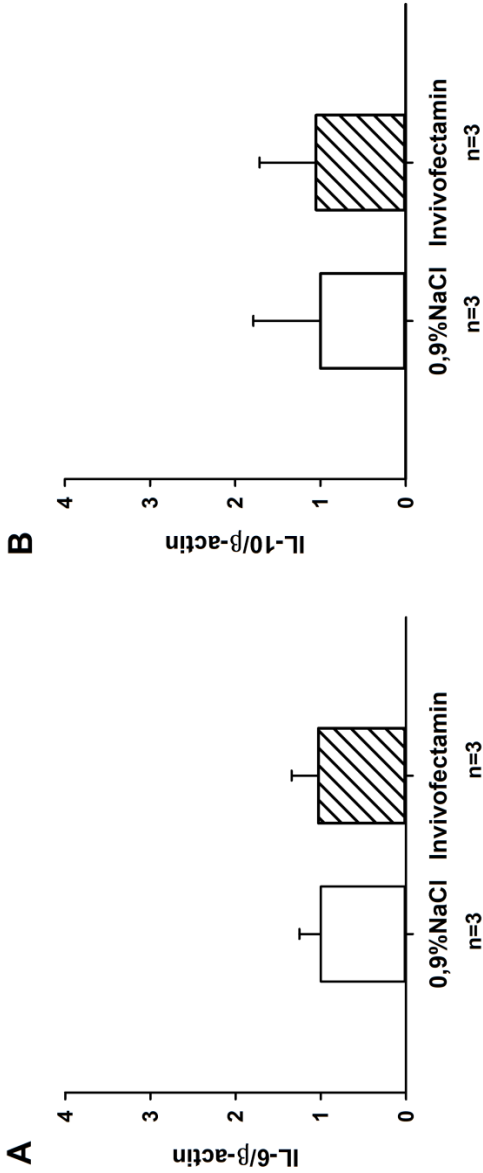 A
IL-6/β-actin
4
3
2
1
0
0,9%NaCl Invivofectamin
n=3 n=3
B
IL-10/β-actin
4
3
2
1
0
0,9%NaCl Invivofectamin
n=3 n=3